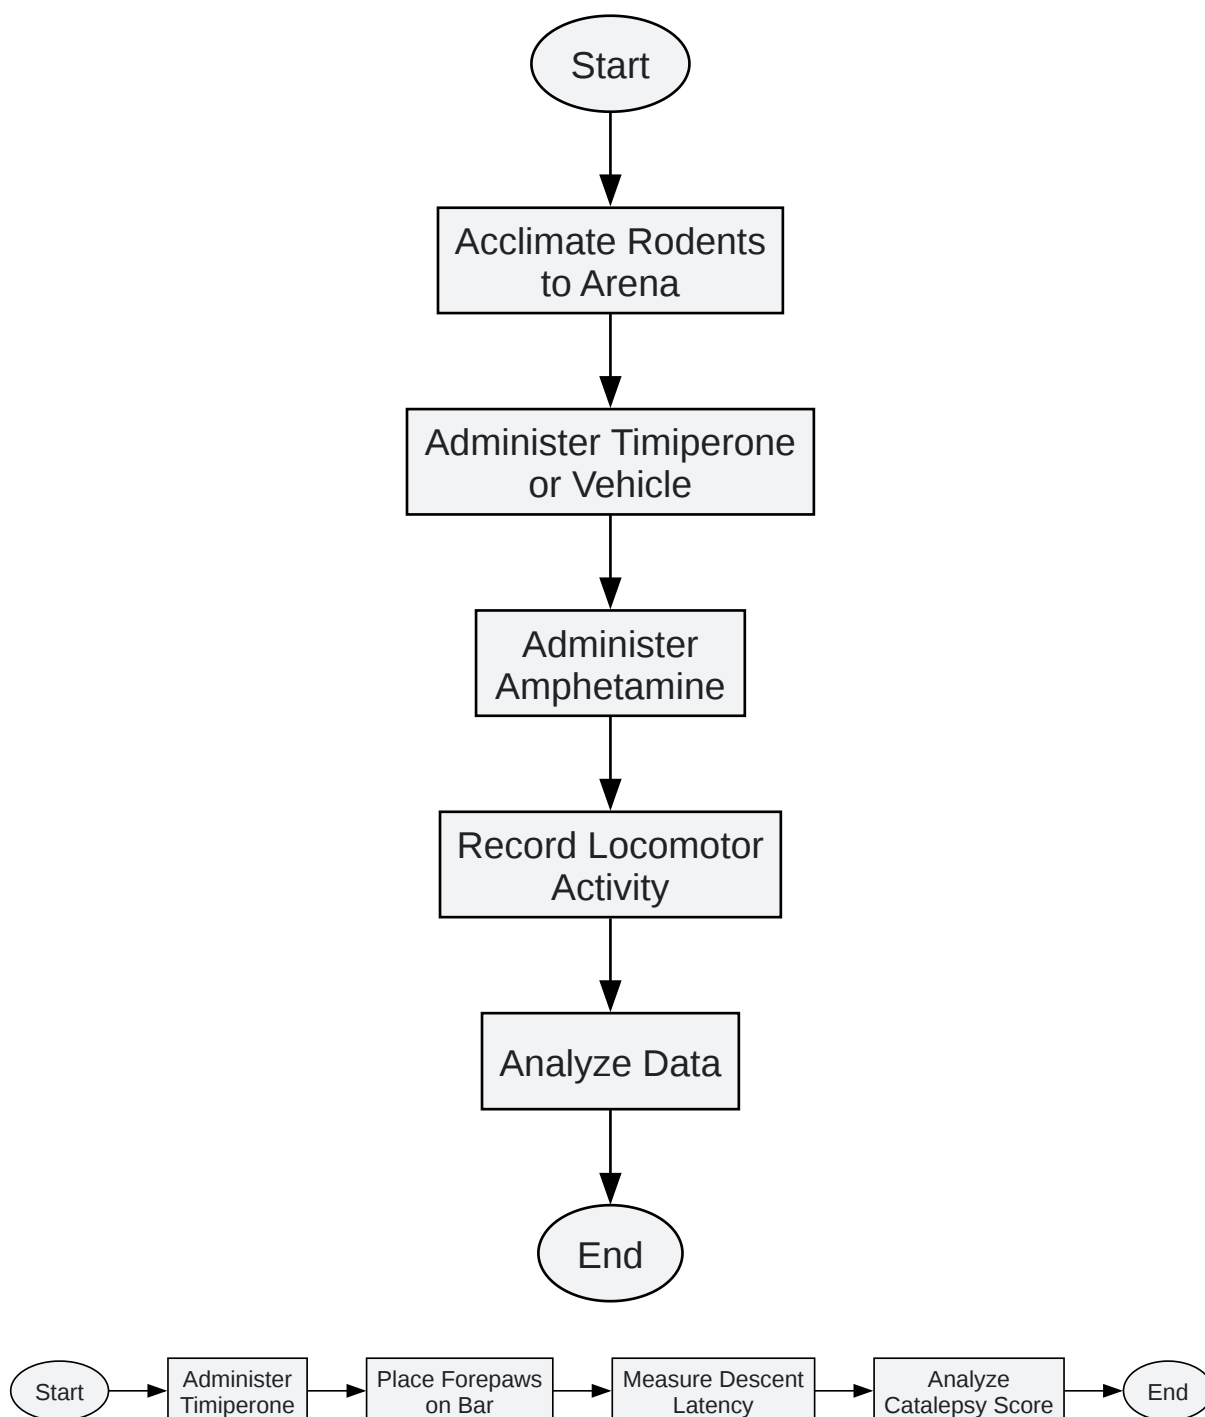 Start
Acclimate Rodents
to Arena
Administer Timiperone
or Vehicle
Administer
Amphetamine
Record Locomotor
Activity
Analyze Data
End
Start
Administer
Timiperone
Place Forepaws
on Bar
Measure Descent
Latency
Analyze
Catalepsy Score
End